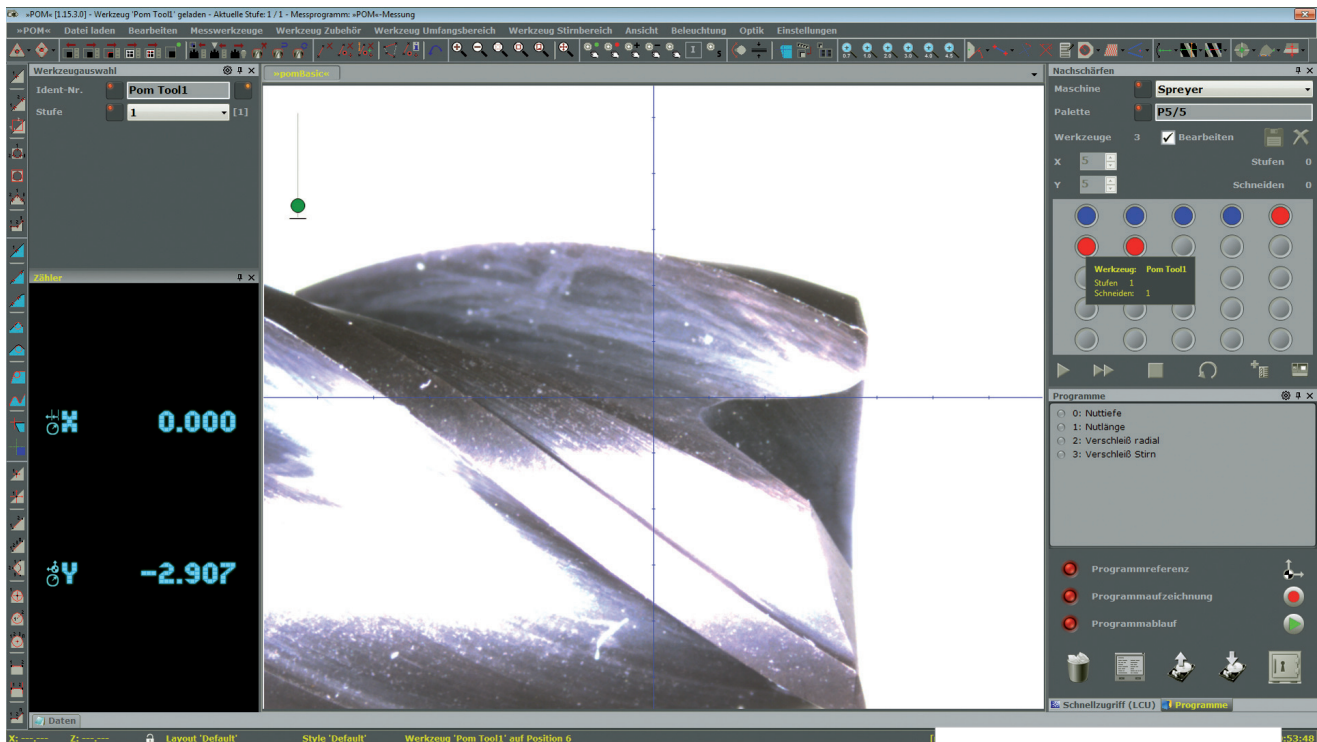 »POM« [1.15.3.0] - Werkzeug 'Pom Tool1' geladen - Aktuelle Stufe: 1 / 1 - Messprogramm: »POM«-Messung
»POM« Datei laden Bearbeiten Messwerkzeuge Werkzeug Zubehör Werkzeug Umfangsbereich Werkzeug Stirnbereich Ansicht Beleuchtung Optik Einstellungen
Werkzeugauswahl
Ident-Nr. Pom Tool1
Stufe 1 [1]
»pomBasic«
Zähler
X 0.000
Y -2.907
Nachschärfen
Maschine Spreyer
Palette P5/5
Werkzeuge 3 Bearbeiten
X 5 Stufen 0
Y 5 Schneiden 0
Werkzeug: Pom Tool1
Stufen 1
Schneiden: 1
Programme
0: Nuttiefe
1: Nutlänge
2: Verschleiß radial
3: Verschleiß Stirn
Programmreferenz
Programmaufzeichnung
Programmablauf
Schnellzugriff (LCU) Programme
Daten
X: ---,--- Z: ---,--- Layout 'Default' Style 'Default' Werkzeug 'Pom Tool1' auf Position 6 :53:48